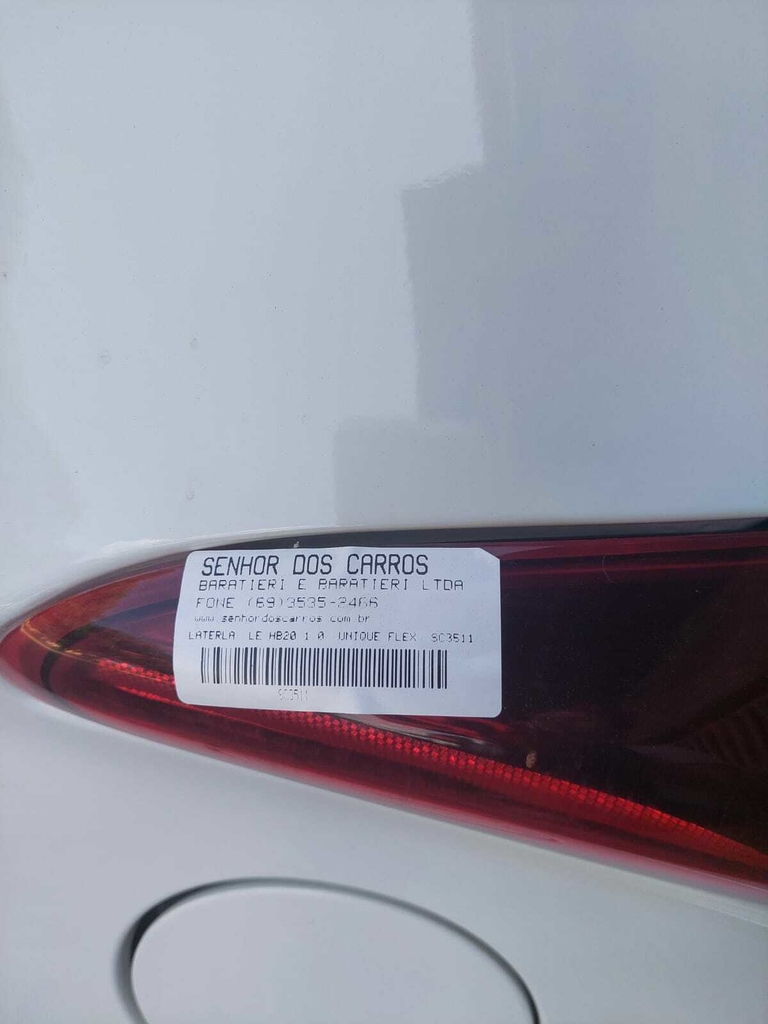 SENHOR DOS CARROS
BARATIERI E BARATIERI LTDA
FONE (69)3535-2466
www.senhordoscarros.com.br
LATERLA LE HB20 1.0 UNIQUE FLEX SC3511
SC3511